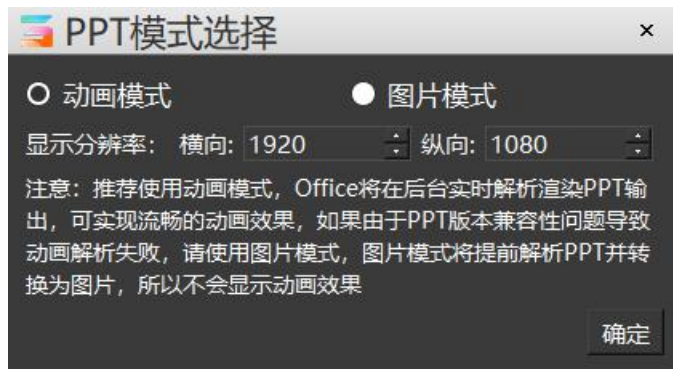 PPT模式选择
动画模式 图片模式
显示分辨率： 横向: 1920 纵向: 1080
注意：推荐使用动画模式，Office将在后台实时解析渲染PPT输
出，可实现流畅的动画效果，如果由于PPT版本兼容性问题导致
动画解析失败，请使用图片模式，图片模式将提前解析PPT并转
换为图片，所以不会显示动画效果
确定